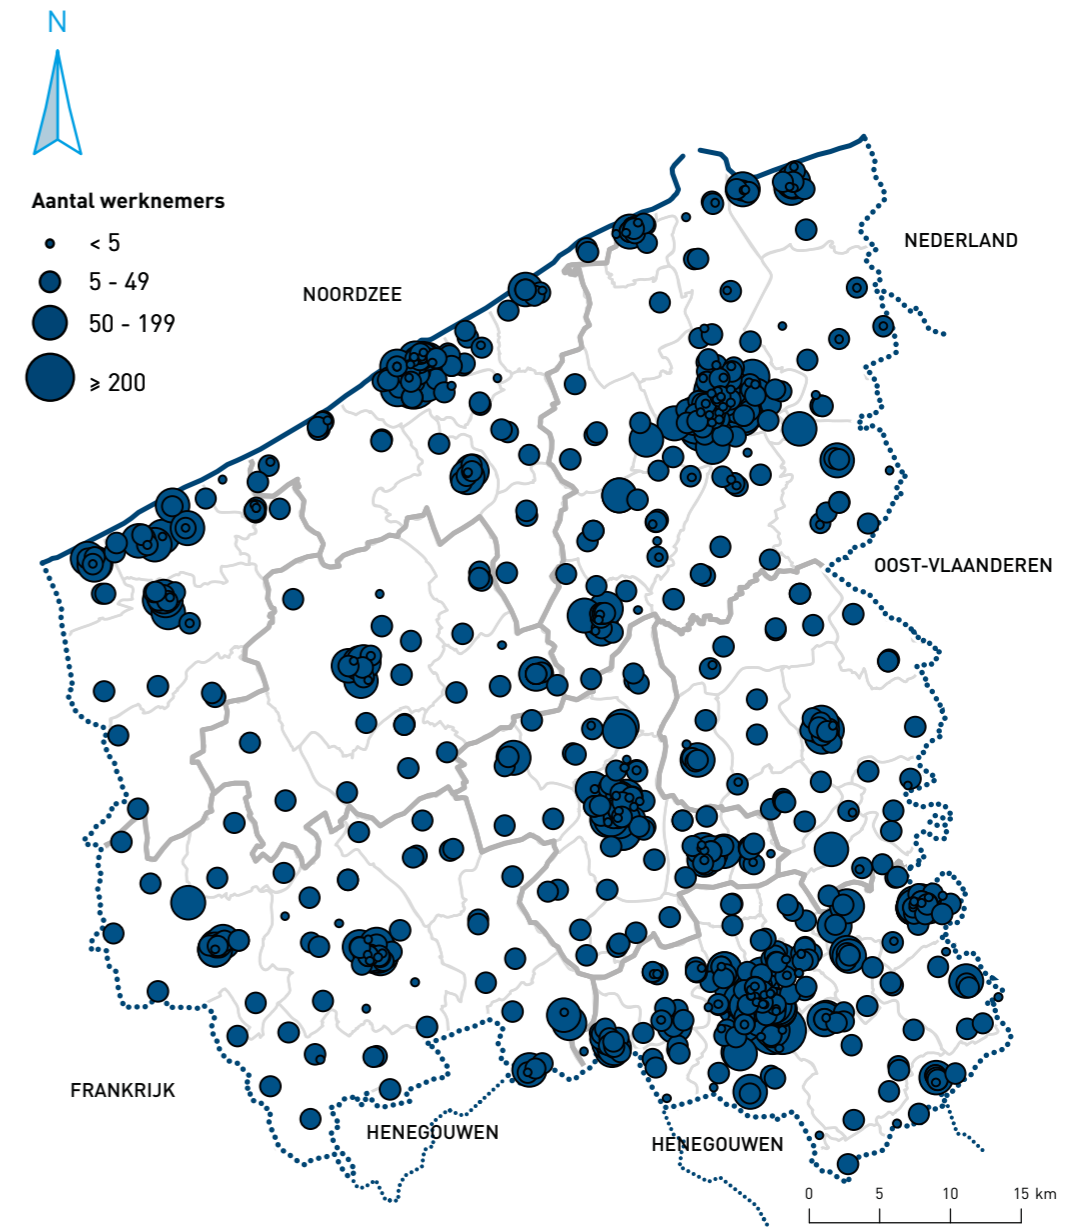 N
Aantal werknemers
< 5
5 - 49
50 - 199
⩾ 200
NOORDZEE
NEDERLAND
OOST-VLAANDEREN
FRANKRIJK
HENEGOUWEN
HENEGOUWEN
0 5 10 15 km